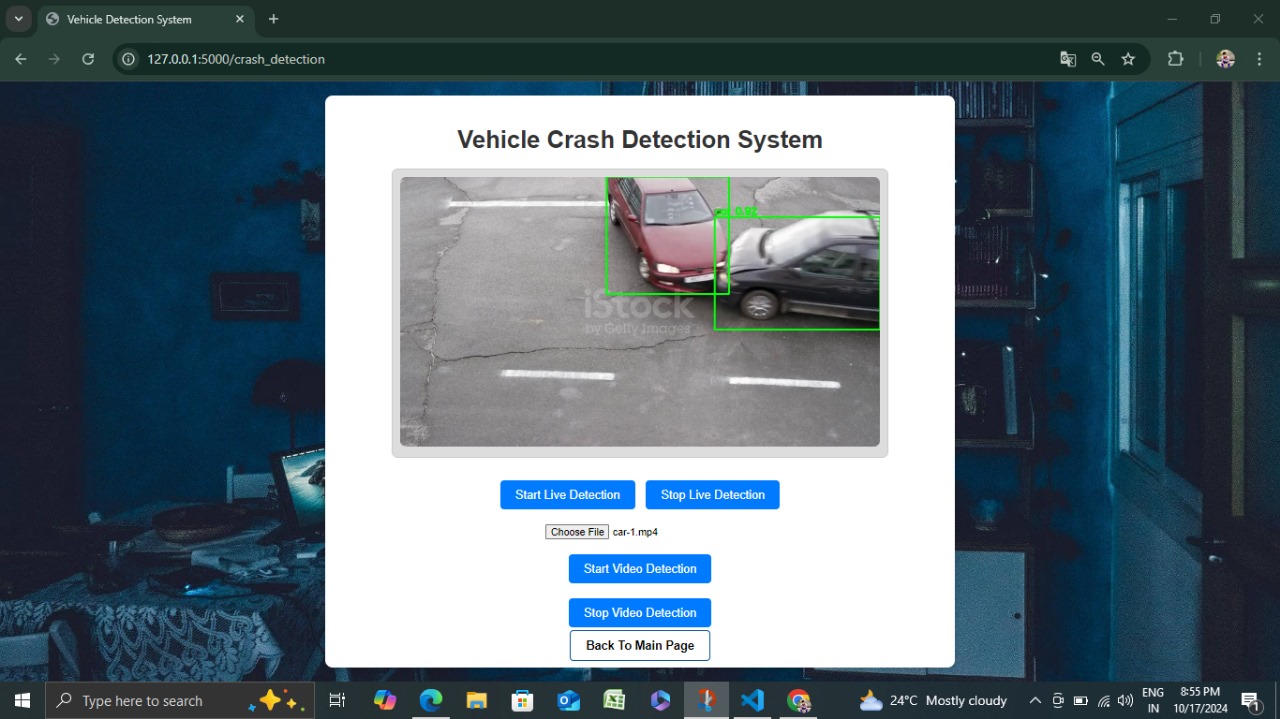 Vehicle Detection System
127.0.0.1:5000/crash_detection
Vehicle Crash Detection System
car 0.92
iStock
by Getty Images
Start Live Detection
Stop Live Detection
Choose File car-1.mp4
Start Video Detection
Stop Video Detection
Back To Main Page
Type here to search
24°C Mostly cloudy
ENG
IN
8:55 PM
10/17/2024
1